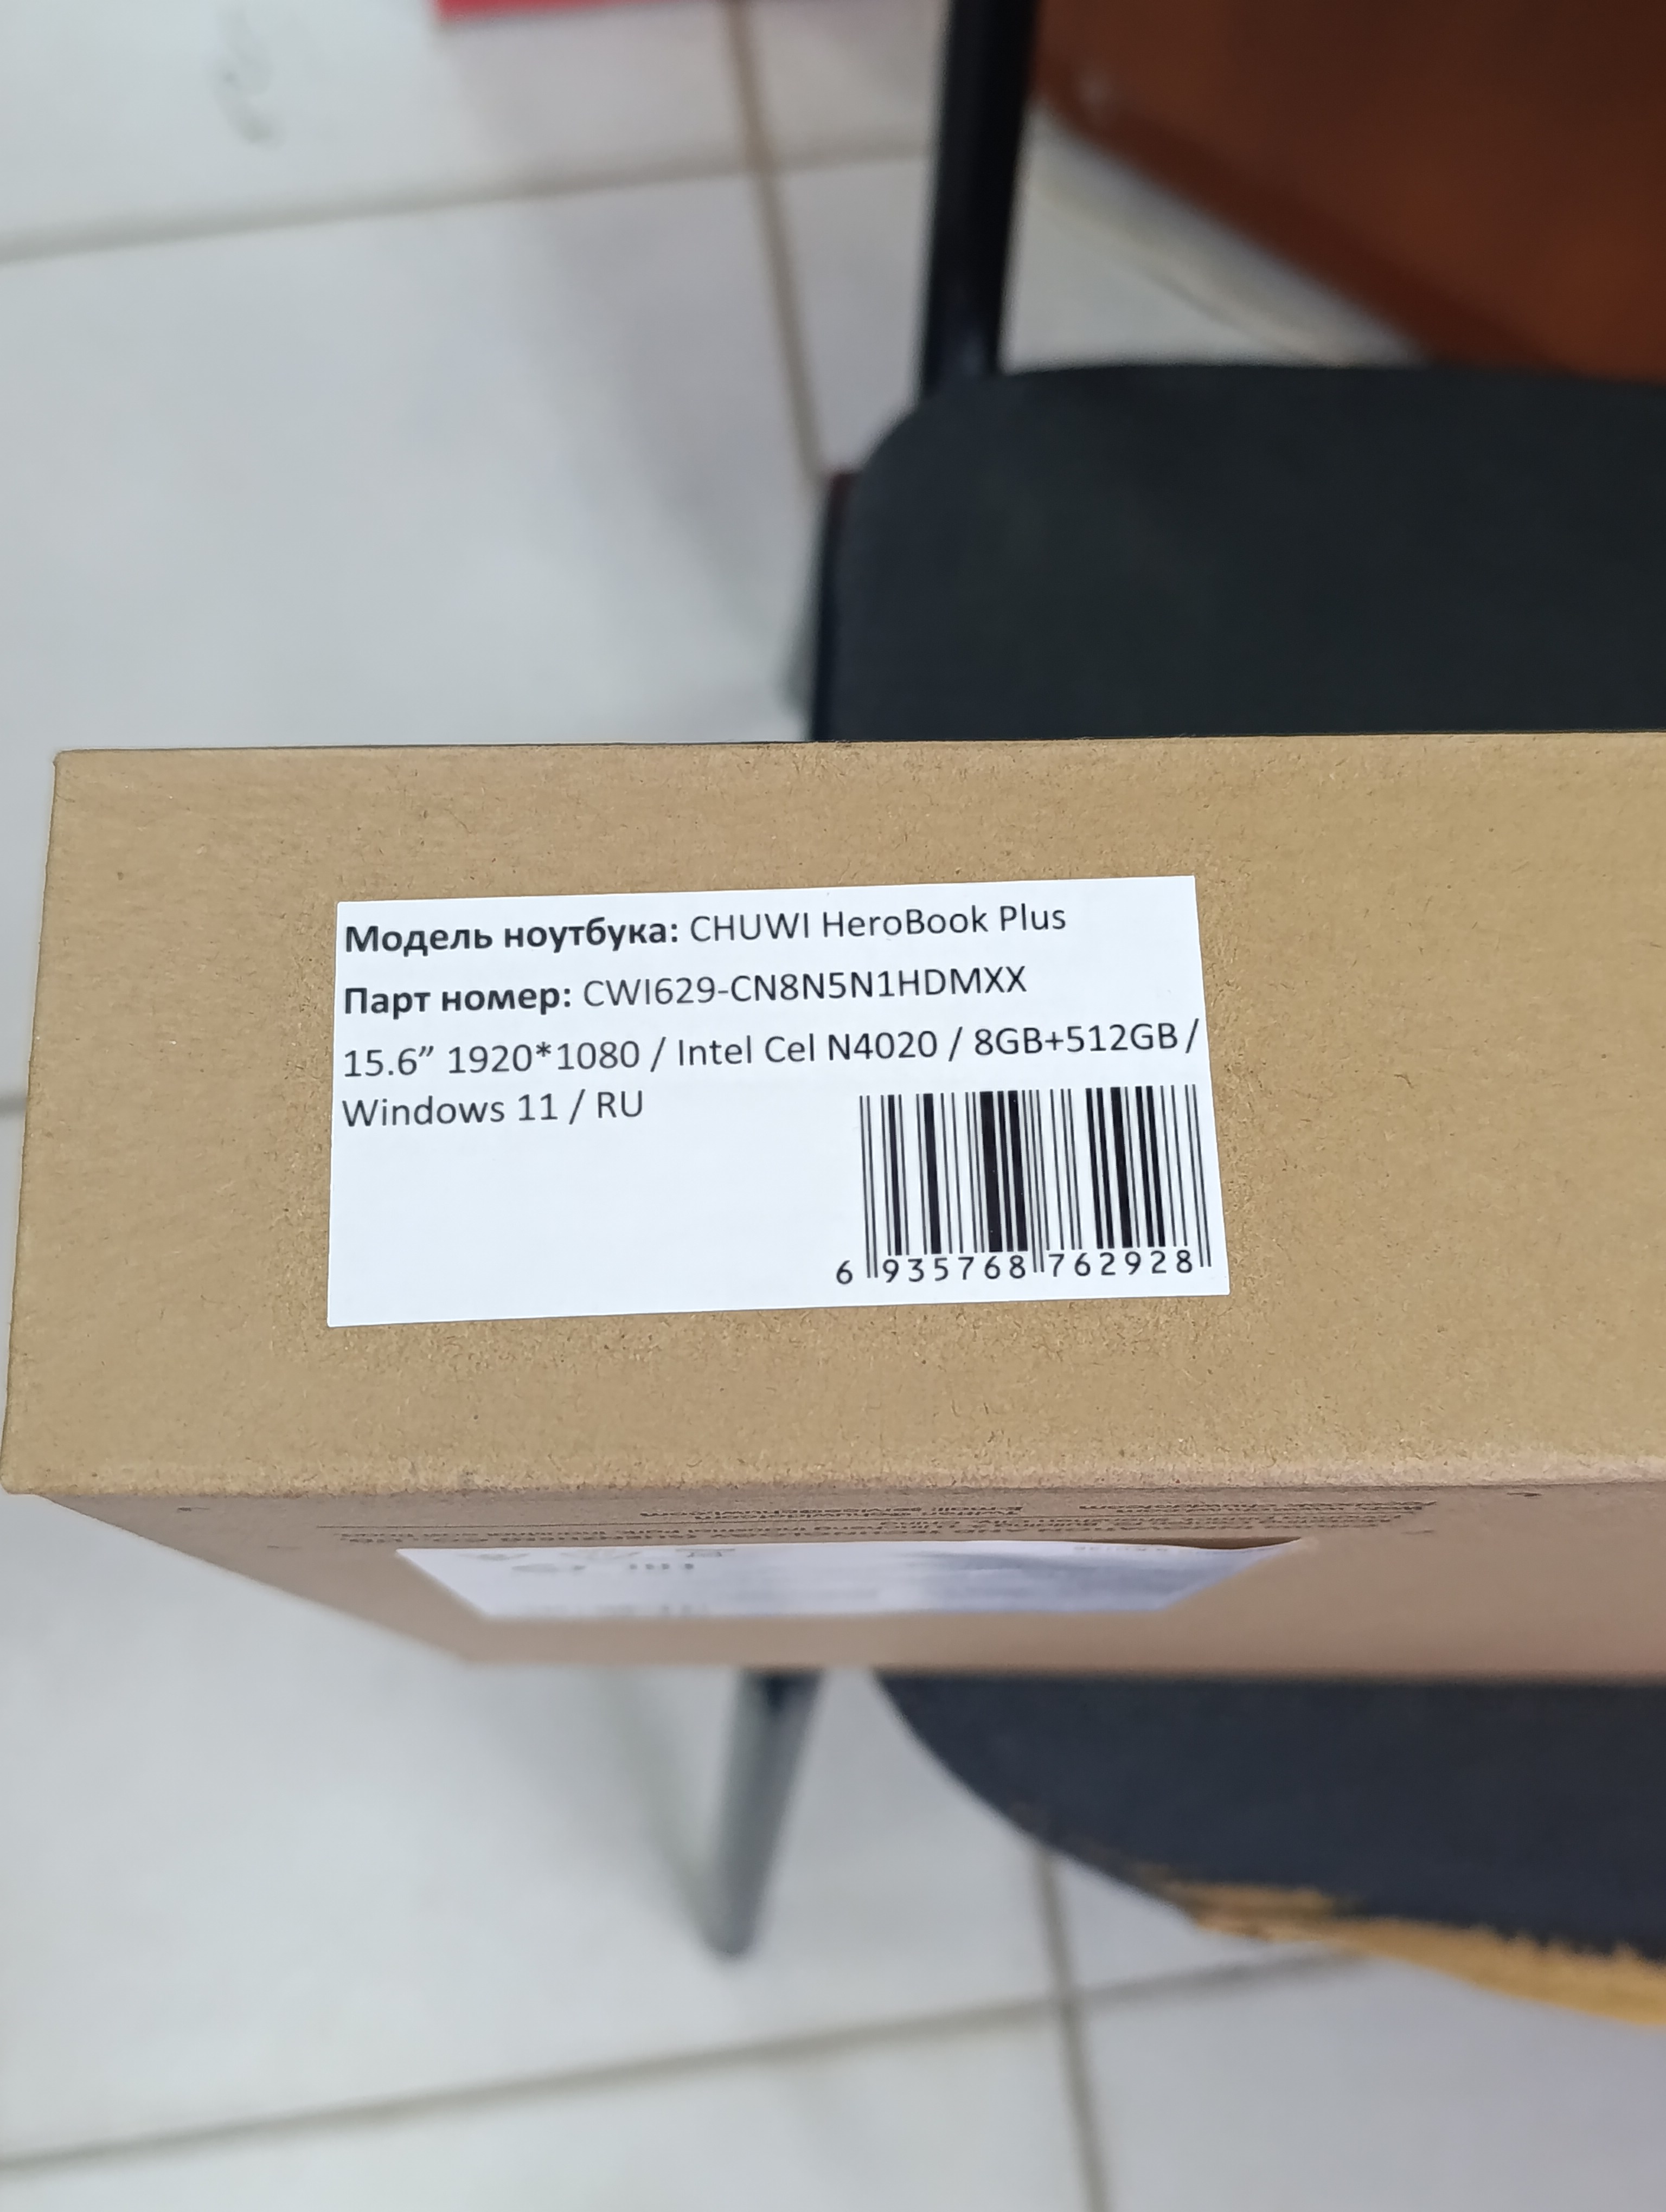 Модель ноутбука: CHUWI HeroBook Plus
Парт номер: CWI629-CN8N5N1HDMXX
15.6” 1920*1080 / Intel Cel N4020 / 8GB+512GB /
Windows 11 / RU
6 935768 762928